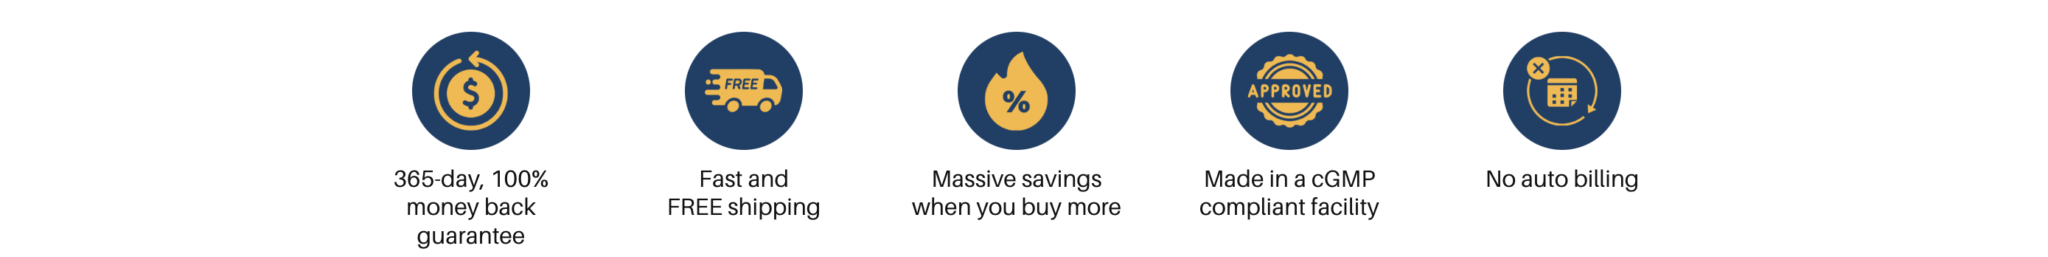 $
FREE
%
APPROVED
365-day, 100%
money back
guarantee
Fast and
FREE shipping
Massive savings
when you buy more
Made in a cGMP
compliant facility
No auto billing